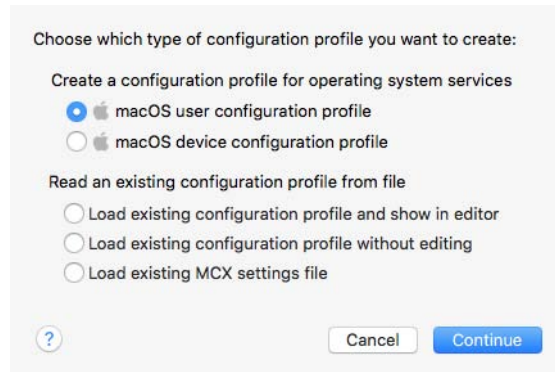 Choose which type of configuration profile you want to create:
Create a configuration profile for operating system services
macOS user configuration profile
macOS device configuration profile
Read an existing configuration profile from file
Load existing configuration profile and show in editor
Load existing configuration profile without editing
Load existing MCX settings file
? Cancel Continue